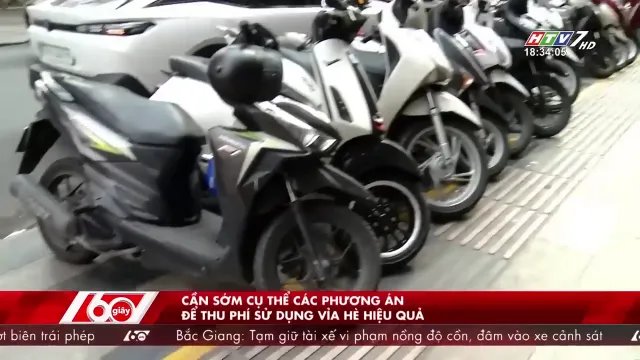 HTV7 HD
18:34:05
60 giây
CẦN SỚM CỤ THỂ CÁC PHƯƠNG ÁN
ĐỂ THU PHÍ SỬ DỤNG VỈA HÈ HIỆU QUẢ
ợt biên trái phép
60
Bắc Giang: Tạm giữ tài xế vi phạm nồng độ cồn, đâm vào xe cảnh sát